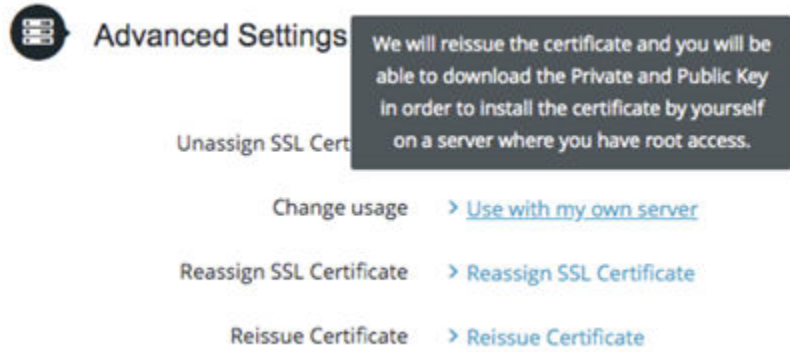 Advanced Settings
We will reissue the certificate and you will be
able to download the Private and Public Key
in order to install the certificate by yourself
on a server where you have root access.
Unassign SSL Cert
Change usage > Use with my own server
Reassign SSL Certificate > Reassign SSL Certificate
Reissue Certificate > Reissue Certificate